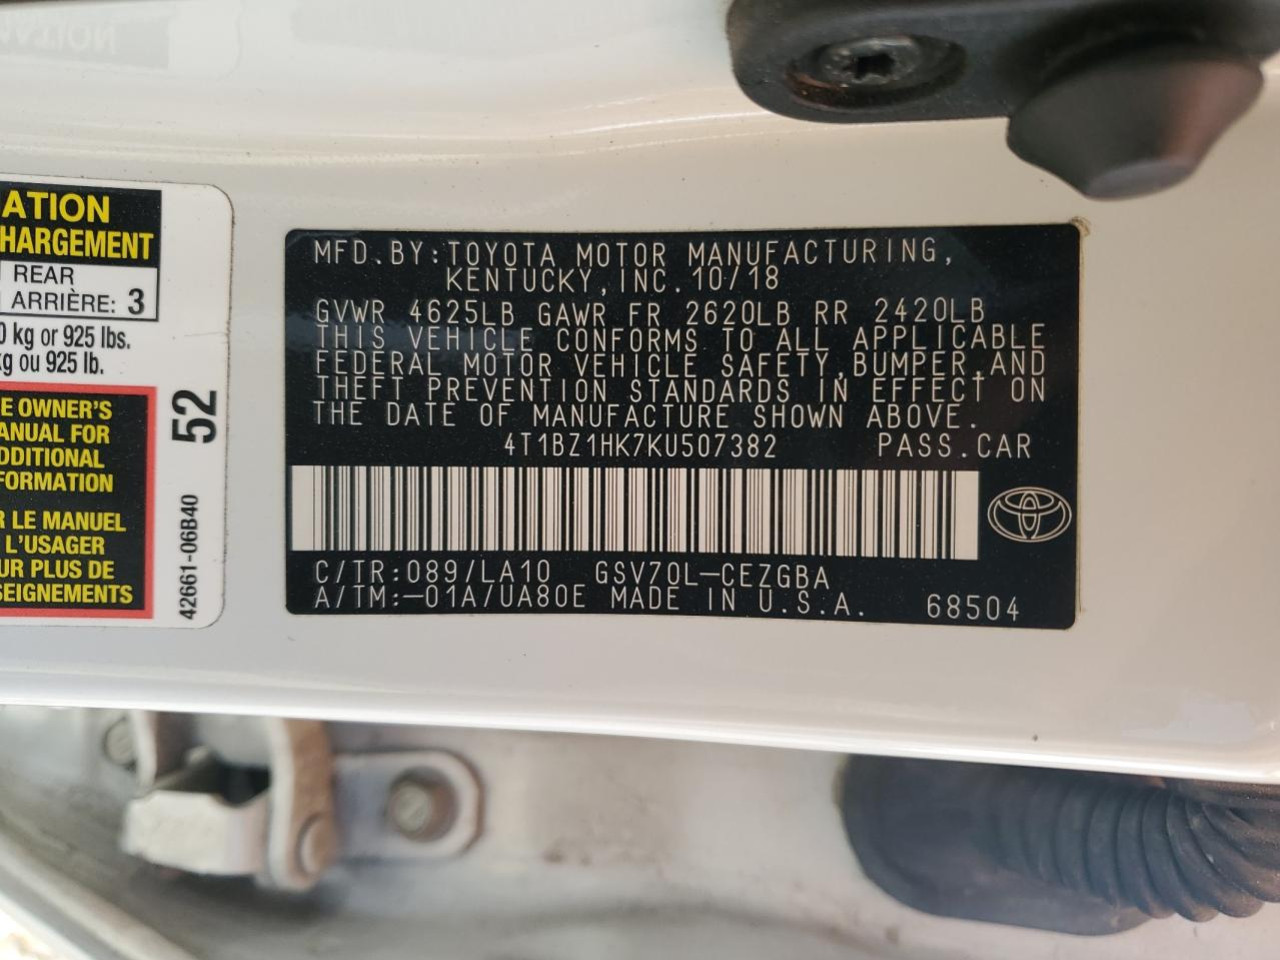 ATION
HARGEMENT
REAR
ARRIÈRE: 3
0 kg or 925 lbs.
kg ou 925 lb.
E OWNER'S
ANUAL FOR
DDITIONAL
FORMATION
R LE MANUEL
L'USAGER
UR PLUS DE
SEIGNEMENTS
52
42661-06B40
MFD.BY:TOYOTA MOTOR MANUFACTURING,
KENTUCKY,INC.10/18
GVWR 4625LB GAWR FR 2620LB RR 2420LB
THIS VEHICLE CONFORMS TO ALL APPLICABLE
FEDERAL MOTOR VEHICLE SAFETY,BUMPER,AND
THEFT PREVENTION STANDARDS IN EFFECT ON
THE DATE OF MANUFACTURE SHOWN ABOVE.
4T1BZ1HK7KU507382 PASS.CAR
C/TR:089/LA10 GSV70L-CEZGBA
A/TM:-01A/UA80E MADE IN U.S.A. 68504